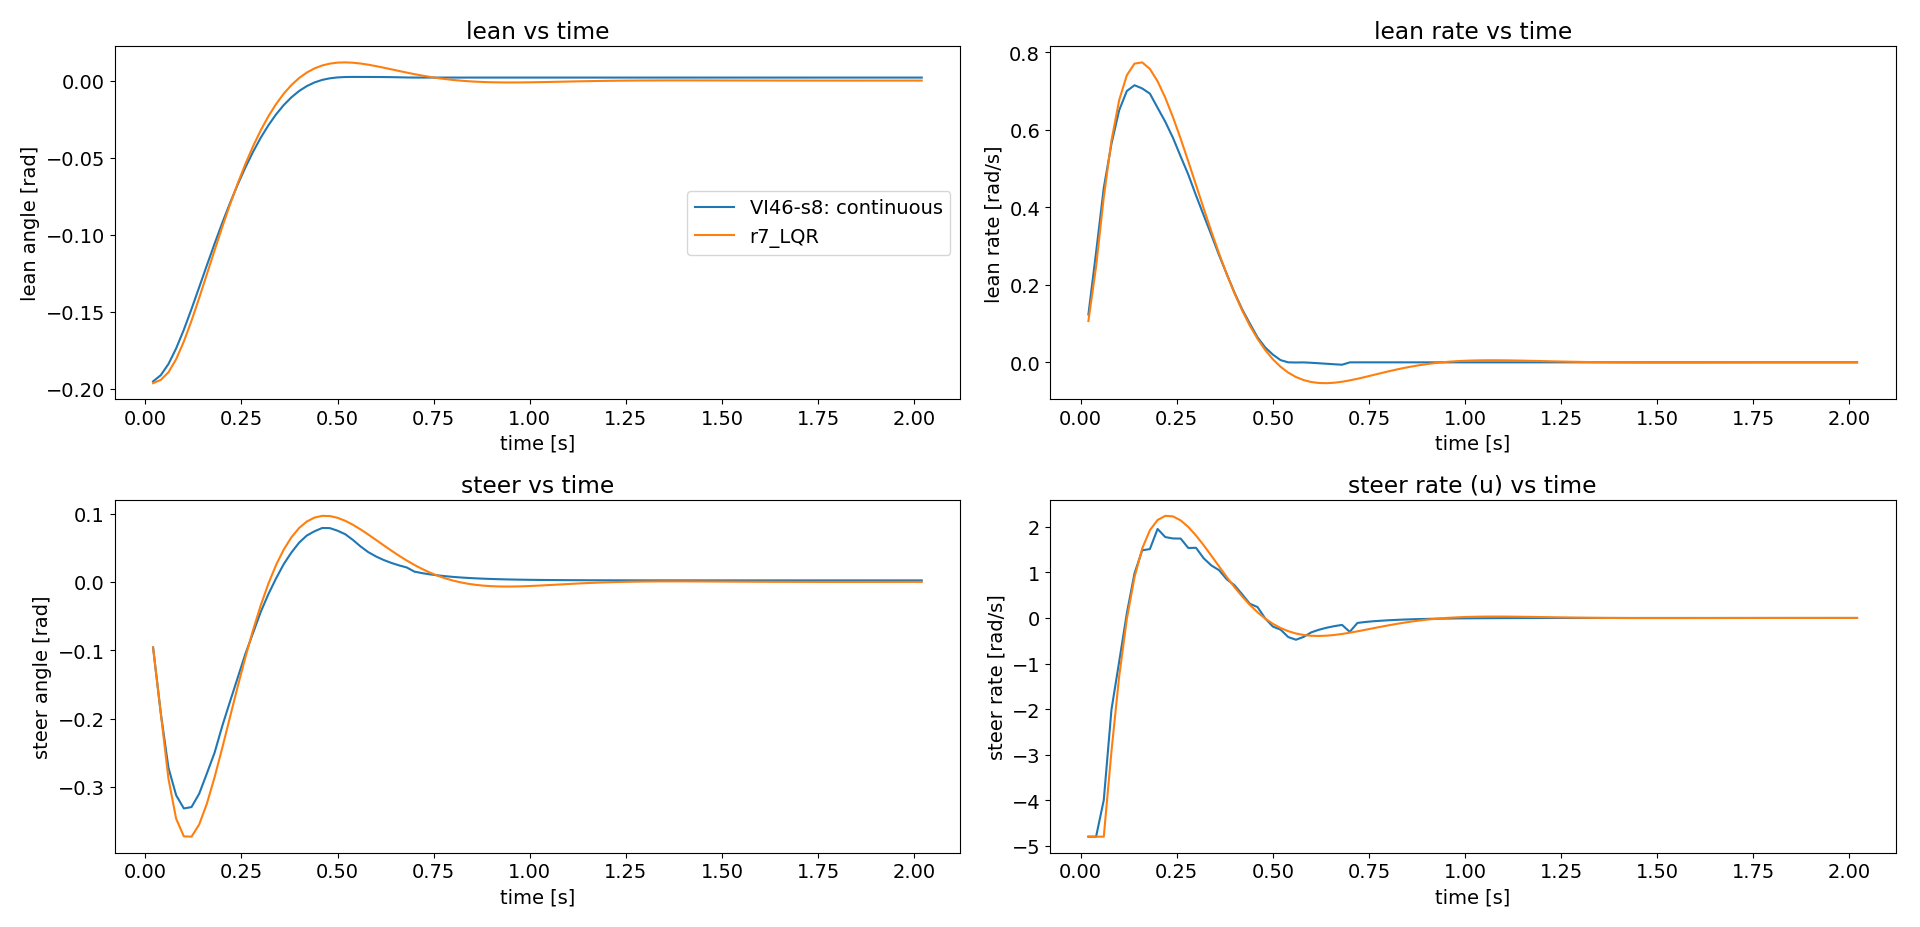 lean vs time
lean angle [rad]
0.00
−0.05
−0.10
−0.15
−0.20
VI46-s8: continuous
r7_LQR
0.00 0.25 0.50 0.75 1.00 1.25 1.50 1.75 2.00
time [s]
lean rate vs time
lean rate [rad/s]
0.8
0.6
0.4
0.2
0.0
0.00 0.25 0.50 0.75 1.00 1.25 1.50 1.75 2.00
time [s]
steer vs time
steer angle [rad]
0.1
0.0
−0.1
−0.2
−0.3
0.00 0.25 0.50 0.75 1.00 1.25 1.50 1.75 2.00
time [s]
steer rate (u) vs time
steer rate [rad/s]
2
1
0
−1
−2
−3
−4
−5
0.00 0.25 0.50 0.75 1.00 1.25 1.50 1.75 2.00
time [s]